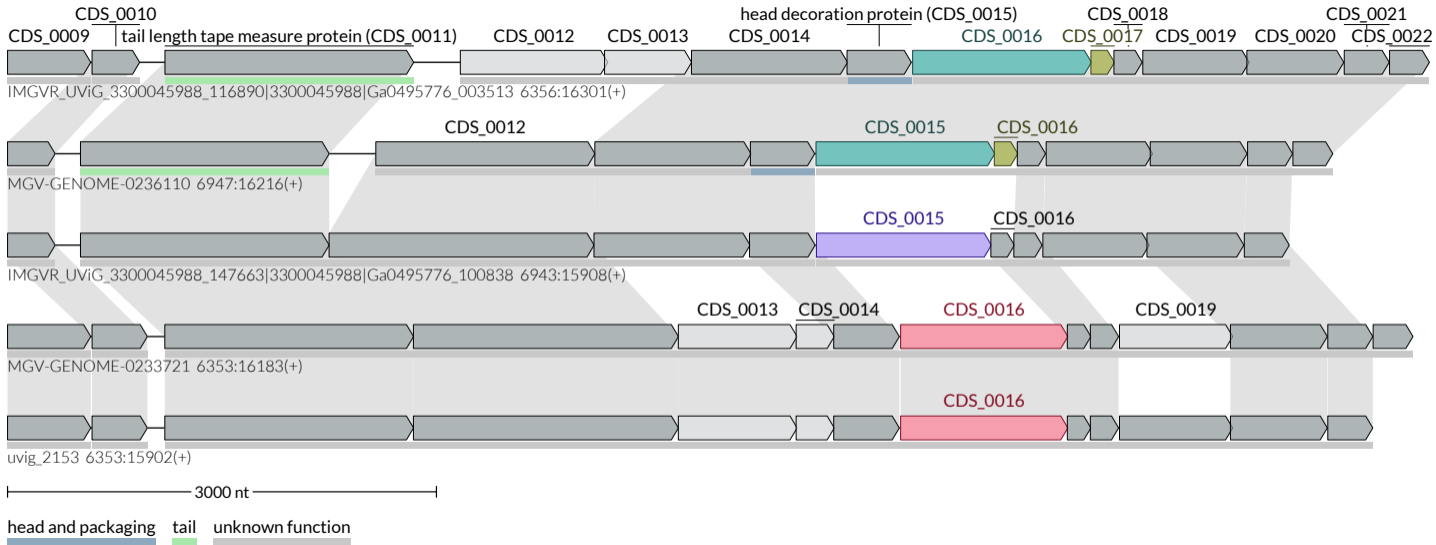 CDS_0010 head decoration protein (CDS_0015) CDS_0018 CDS_0021
CDS_0009 tail length tape measure protein (CDS_0011) CDS_0012 CDS_0013 CDS_0014 CDS_0016 CDS_0017 CDS_0019 CDS_0020 CDS_0022
IMGVR_UViG_3300045988_116890|3300045988|Ga0495776_003513 6356:16301(+)
CDS_0012 CDS_0015 CDS_0016
MGV-GENOME-0236110 6947:16216(+)
CDS_0015 CDS_0016
IMGVR_UViG_3300045988_147663|3300045988|Ga0495776_100838 6943:15908(+)
CDS_0013 CDS_0014 CDS_0016 CDS_0019
MGV-GENOME-0233721 6353:16183(+)
CDS_0016
uvig_2153 6353:15902(+)
3000 nt
head and packaging tail unknown function